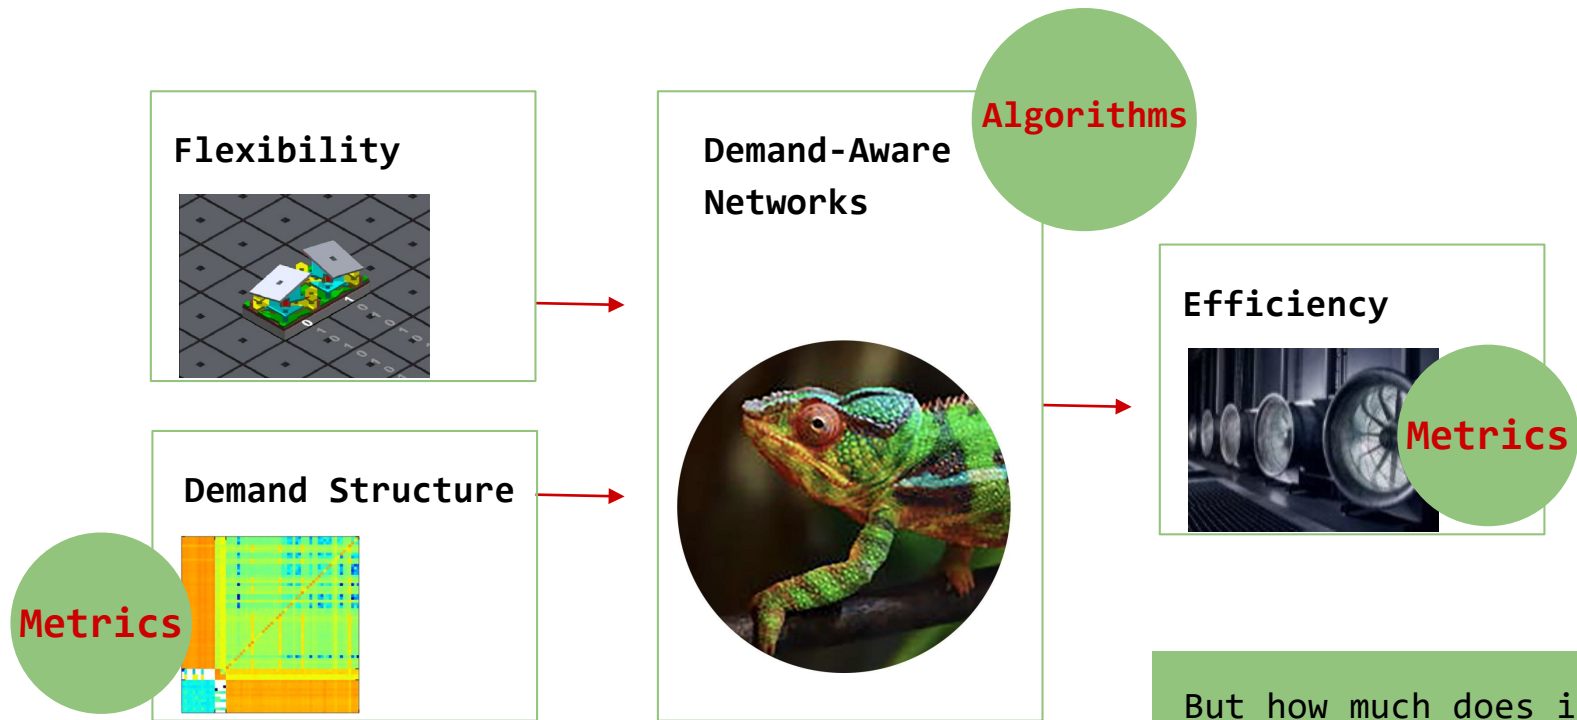 Flexibility
Demand Structure
Metrics
Demand-Aware
Networks
Algorithms
Efficiency
Metrics
But how much does i